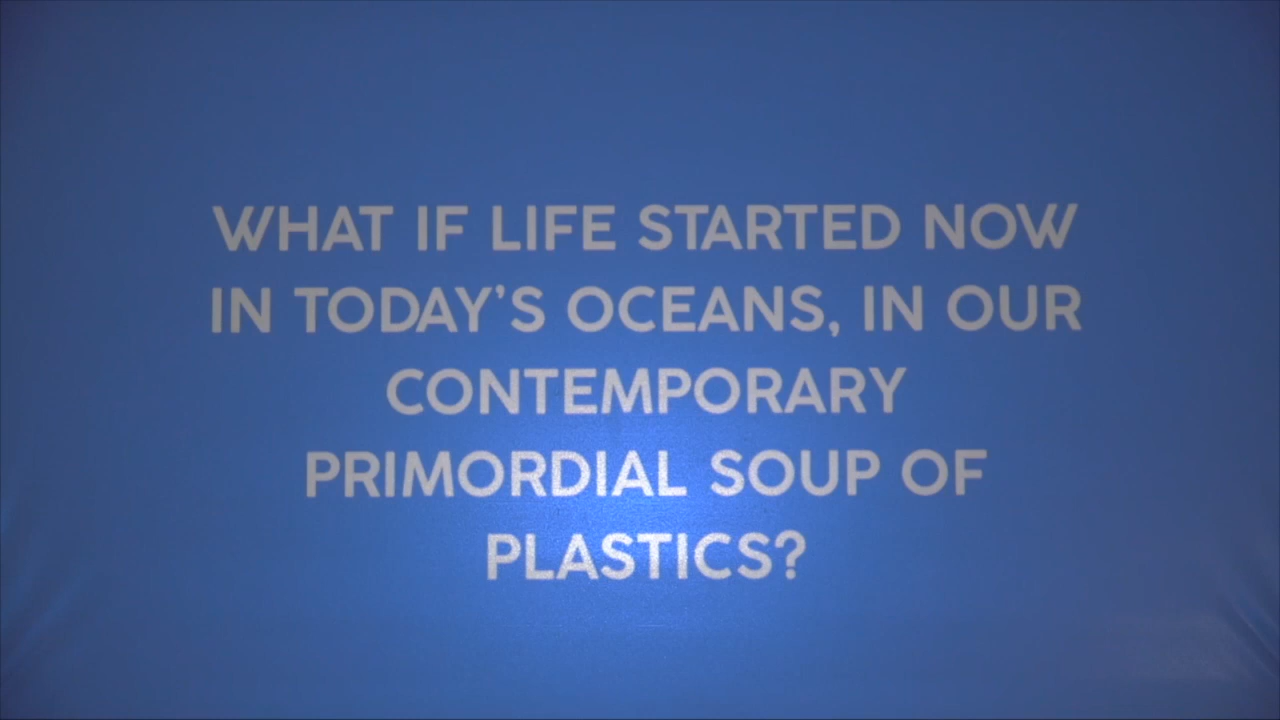 WHAT IF LIFE STARTED NOW
IN TODAY'S OCEANS, IN OUR
CONTEMPORARY
PRIMORDIAL SOUP OF
PLASTICS?